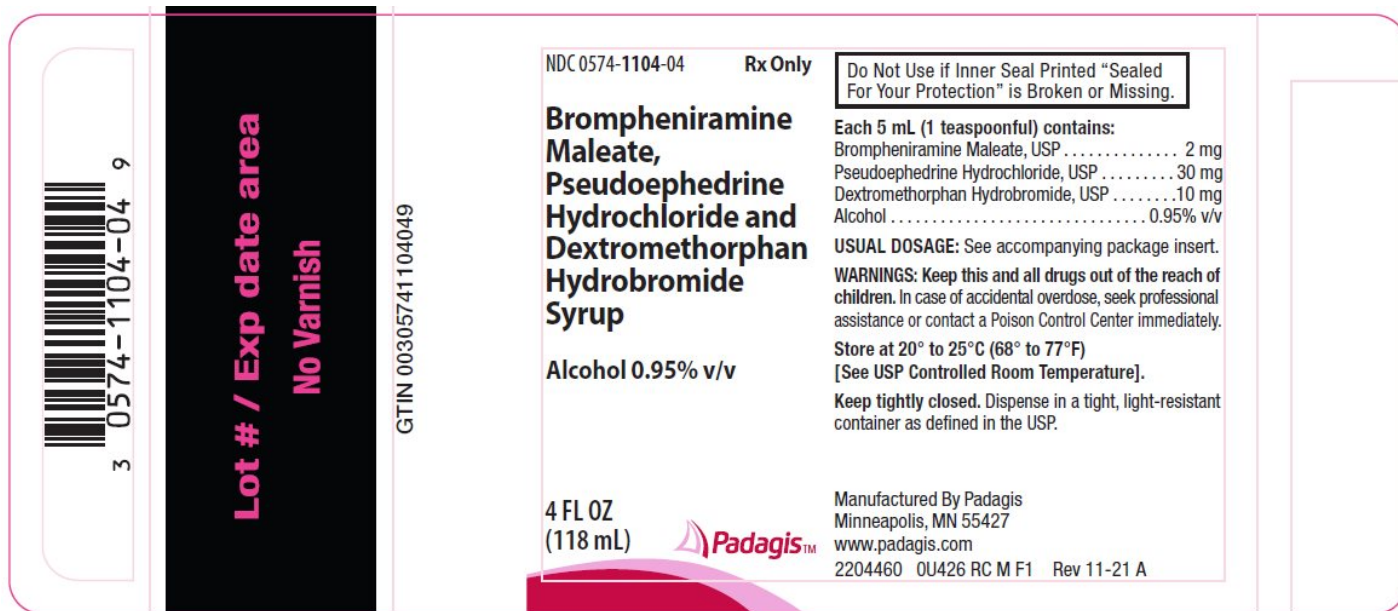 3 0574-1104-04 9
Lot # / Exp date area
No Varnish
GTIN 00305741104049
NDC 0574-1104-04 Rx Only
Brompheniramine
Maleate,
Pseudoephedrine
Hydrochloride and
Dextromethorphan
Hydrobromide
Syrup
Alcohol 0.95% v/v
4 FL OZ
(118 mL)
Padagis™
Do Not Use if Inner Seal Printed “Sealed
For Your Protection” is Broken or Missing.
Each 5 mL (1 teaspoonful) contains:
Brompheniramine Maleate, USP . . . . . . . . . . . . . . 2 mg
Pseudoephedrine Hydrochloride, USP . . . . . . . . . 30 mg
Dextromethorphan Hydrobromide, USP . . . . . . . .10 mg
Alcohol . . . . . . . . . . . . . . . . . . . . . . . . . . . . . . . 0.95% v/v
USUAL DOSAGE: See accompanying package insert.
WARNINGS: Keep this and all drugs out of the reach of
children. In case of accidental overdose, seek professional
assistance or contact a Poison Control Center immediately.
Store at 20° to 25°C (68° to 77°F)
[See USP Controlled Room Temperature].
Keep tightly closed. Dispense in a tight, light-resistant
container as defined in the USP.
Manufactured By Padagis
Minneapolis, MN 55427
www.padagis.com
2204460 0U426 RC M F1 Rev 11-21 A